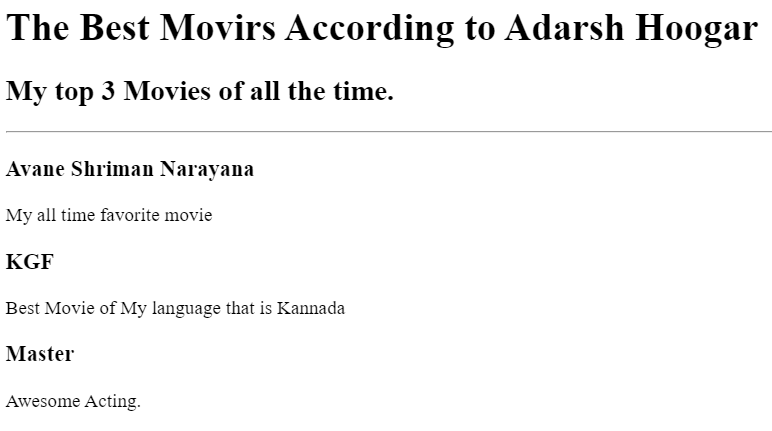 The Best Movirs According to Adarsh Hoogar
My top 3 Movies of all the time.
Avane Shriman Narayana
My all time favorite movie
KGF
Best Movie of My language that is Kannada
Master
Awesome Acting.